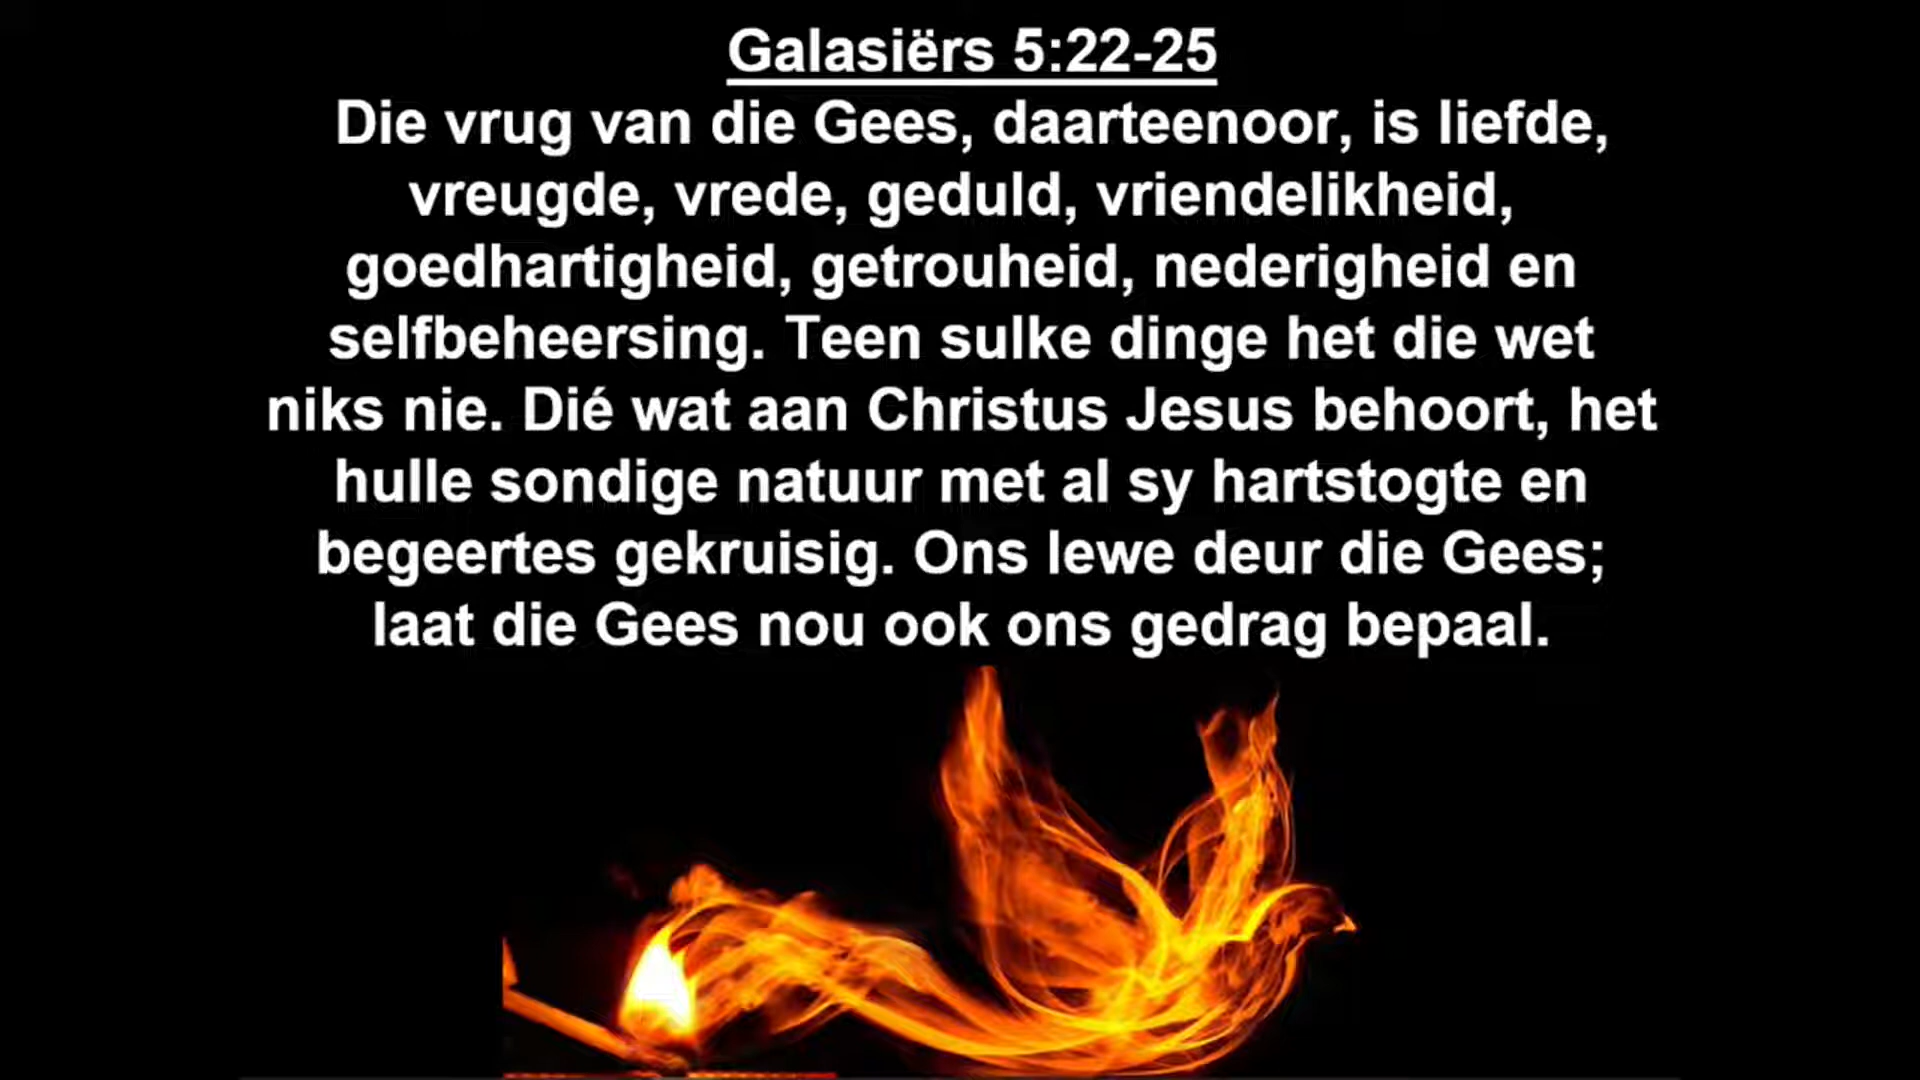 Galasiërs 5:22-25
Die vrug van die Gees, daarteenoor, is liefde,
vreugde, vrede, geduld, vriendelikheid,
goedhartigheid, getrouheid, nederigheid en
selfbeheersing. Teen sulke dinge het die wet
niks nie. Dié wat aan Christus Jesus behoort, het
hulle sondige natuur met al sy hartstogte en
begeertes gekruisig. Ons lewe deur die Gees;
laat die Gees nou ook ons gedrag bepaal.